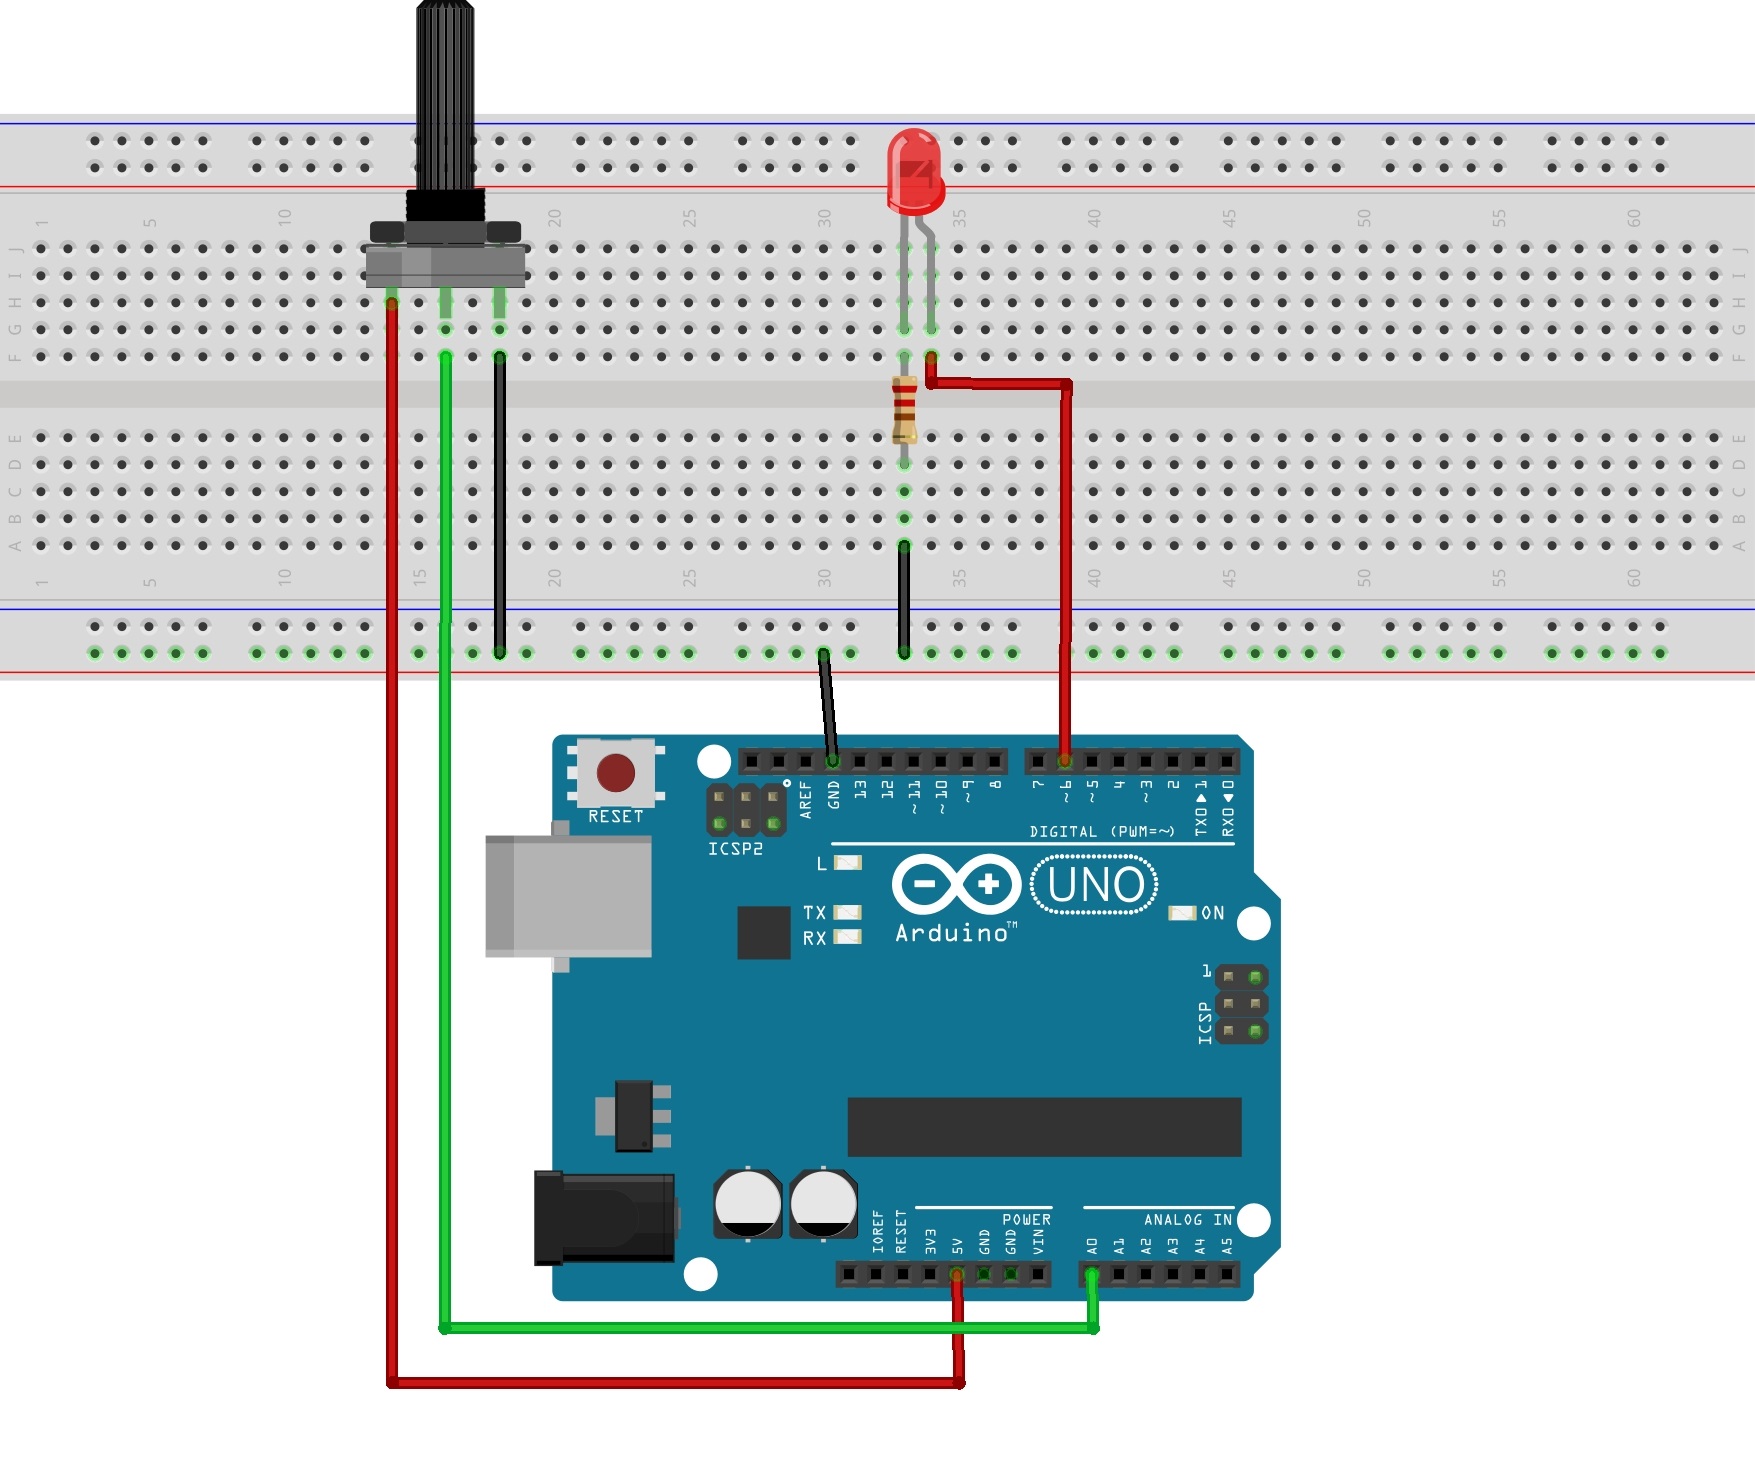 1 5 10 20 25 30 35 40 45 50 55 60
J J
I I
H H
G G
F F
E E
D D
C C
B B
A A
1 5 10 15 20 25 30 35 40 45 50 55 60
RESET
AREF GND 13 12 ~11 ~10 ~9 8 7 ~6 ~5 4 ~3 2 TX0▶1 RX0◀0
DIGITAL (PWM=~)
ICSP2
L
TX
RX
UNO
Arduino™
ON
1
ICSP
POWER
ANALOG IN
IOREF RESET 3V3 5V GND GND VIN A0 A1 A2 A3 A4 A5